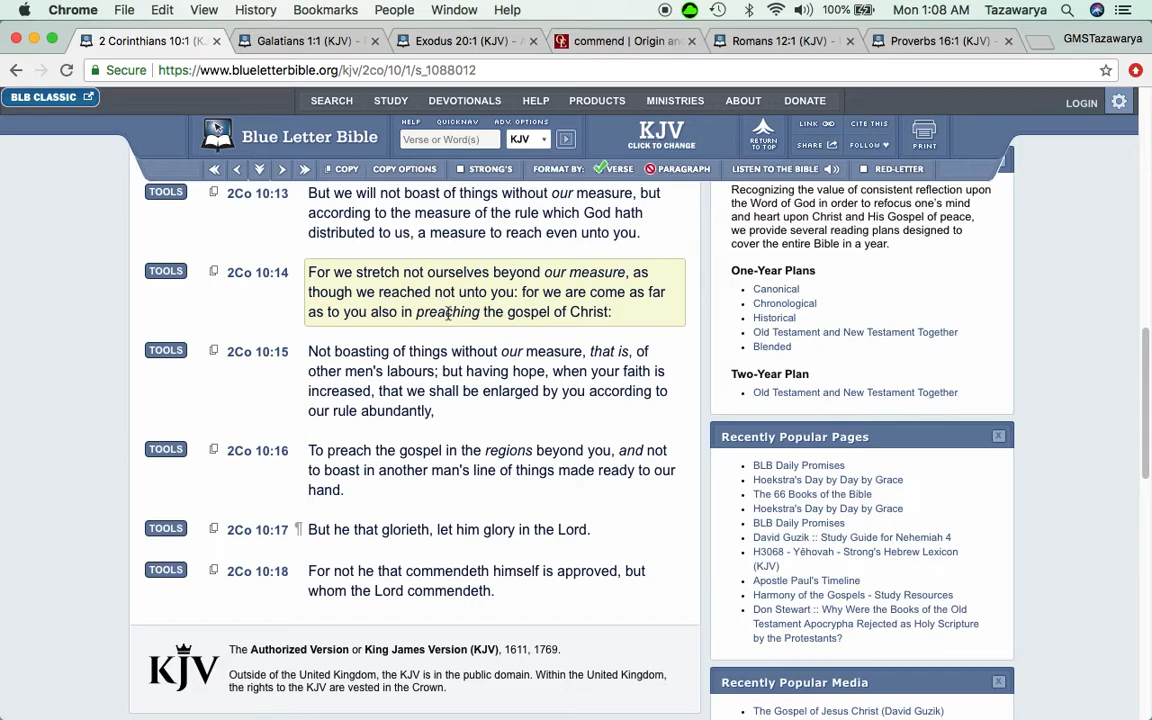 Chrome File Edit View History Bookmarks People Window Help 100% Mon 1:08 AM Tazawarya
2 Corinthians 10:1 (KJV) - × Galatians 1:1 (KJV) - F × Exodus 20:1 (KJV) - A × commend | Origin an × Romans 12:1 (KJV) - B × Proverbs 16:1 (KJV) - × GMSTazawarya
Secure https://www.blueletterbible.org/kjv/2co/10/1/s_1088012
BLB CLASSIC
SEARCH STUDY DEVOTIONALS HELP PRODUCTS MINISTRIES ABOUT DONATE LOGIN
HELP QUICKNAV ADV. OPTIONS
Blue Letter Bible Verse or Word(s) KJV KJV CLICK TO CHANGE RETURN TO TOP LINK CITE THIS SHARE FOLLOW PRINT
COPY COPY OPTIONS STRONG'S FORMAT BY: VERSE PARAGRAPH LISTEN TO THE BIBLE RED-LETTER
TOOLS 2Co 10:13 But we will not boast of things without our measure, but
according to the measure of the rule which God hath
distributed to us, a measure to reach even unto you.
TOOLS 2Co 10:14 For we stretch not ourselves beyond our measure, as
though we reached not unto you: for we are come as far
as to you also in preaching the gospel of Christ:
TOOLS 2Co 10:15 Not boasting of things without our measure, that is, of
other men's labours; but having hope, when your faith is
increased, that we shall be enlarged by you according to
our rule abundantly,
TOOLS 2Co 10:16 To preach the gospel in the regions beyond you, and not
to boast in another man's line of things made ready to our
hand.
TOOLS 2Co 10:17 ¶ But he that glorieth, let him glory in the Lord.
TOOLS 2Co 10:18 For not he that commendeth himself is approved, but
whom the Lord commendeth.
KJV
The Authorized Version or King James Version (KJV), 1611, 1769.
Outside of the United Kingdom, the KJV is in the public domain. Within the United Kingdom,
the rights to the KJV are vested in the Crown.
Recognizing the value of consistent reflection upon
the Word of God in order to refocus one's mind
and heart upon Christ and His Gospel of peace,
we provide several reading plans designed to
cover the entire Bible in a year.
One-Year Plans
• Canonical
• Chronological
• Historical
• Old Testament and New Testament Together
• Blended
Two-Year Plan
• Old Testament and New Testament Together
Recently Popular Pages x
• BLB Daily Promises
• Hoekstra's Day by Day by Grace
• The 66 Books of the Bible
• Hoekstra's Day by Day by Grace
• BLB Daily Promises
• David Guzik :: Study Guide for Nehemiah 4
• H3068 - Yĕhovah - Strong's Hebrew Lexicon
(KJV)
• Apostle Paul's Timeline
• Harmony of the Gospels - Study Resources
• Don Stewart :: Why Were the Books of the Old
Testament Apocrypha Rejected as Holy Scripture
by the Protestants?
Recently Popular Media x
• The Gospel of Jesus Christ (David Guzik)